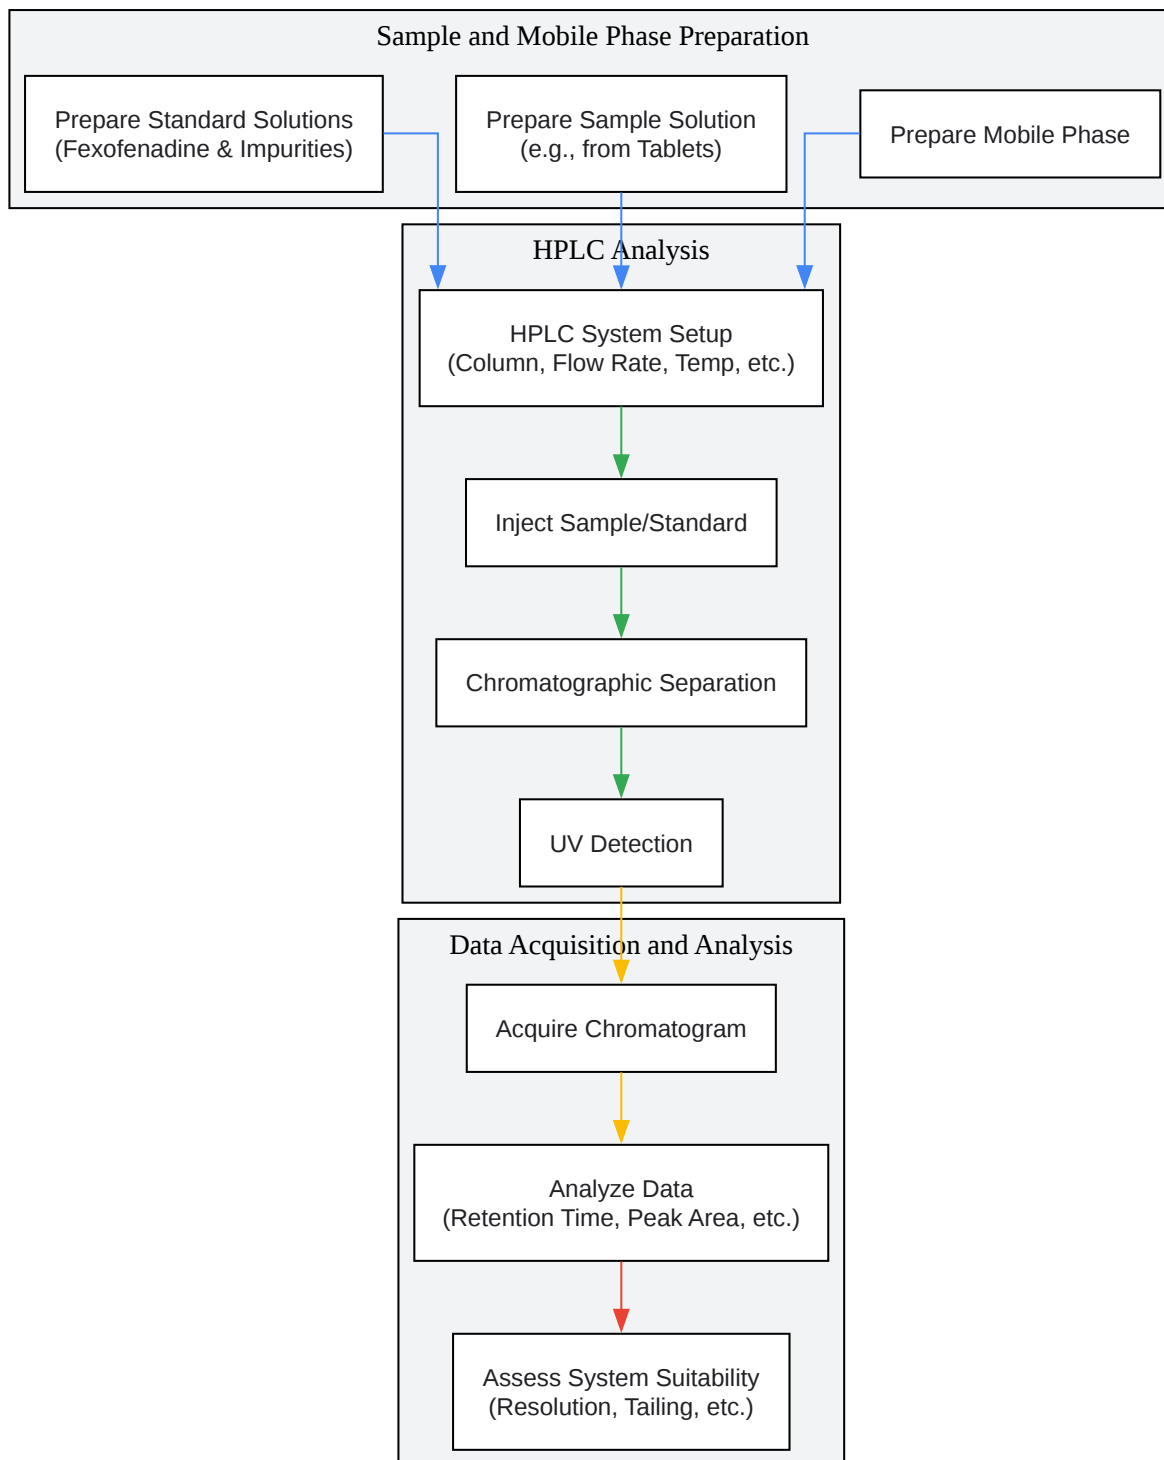 Sample and Mobile Phase Preparation
Prepare Standard Solutions
(Fexofenadine & Impurities)
Prepare Sample Solution
(e.g., from Tablets)
Prepare Mobile Phase
HPLC Analysis
HPLC System Setup
(Column, Flow Rate, Temp, etc.)
Inject Sample/Standard
Chromatographic Separation
UV Detection
Data Acquisition and Analysis
Acquire Chromatogram
Analyze Data
(Retention Time, Peak Area, etc.)
Assess System Suitability
(Resolution, Tailing, etc.)